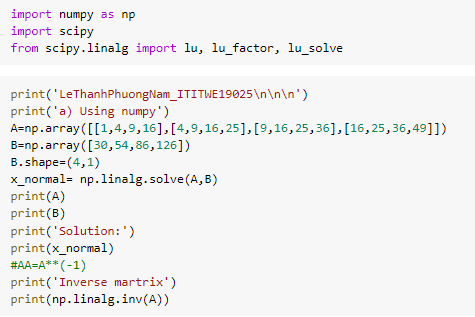 import numpy as np
import scipy
from scipy.linalg import lu, lu_factor, lu_solve
print('LeThanhPhuongNam_ITITWE19025\n\n\n')
print('a) Using numpy')
A=np.array([[1,4,9,16],[4,9,16,25],[9,16,25,36],[16,25,36,49]])
B=np.array([30,54,86,126])
B.shape=(4,1)
x_normal= np.linalg.solve(A,B)
print(A)
print(B)
print('Solution:')
print(x_normal)
#AA=A**(-1)
print('Inverse martrix')
print(np.linalg.inv(A))